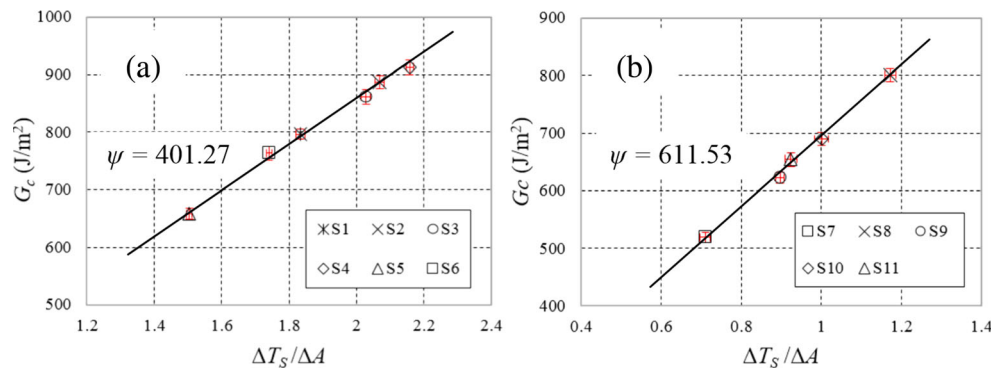 (a)
ψ = 401.27
G_c (J/m²)
1000
900
800
700
600
500
1.2 1.4 1.6 1.8 2 2.2 2.4
ΔT_S/ΔA
S1 S2 S3
S4 S5 S6
(b)
ψ = 611.53
Gc (J/m²)
900
800
700
600
500
400
0.4 0.6 0.8 1 1.2 1.4
ΔT_S/ΔA
S7 S8 S9
S10 S11